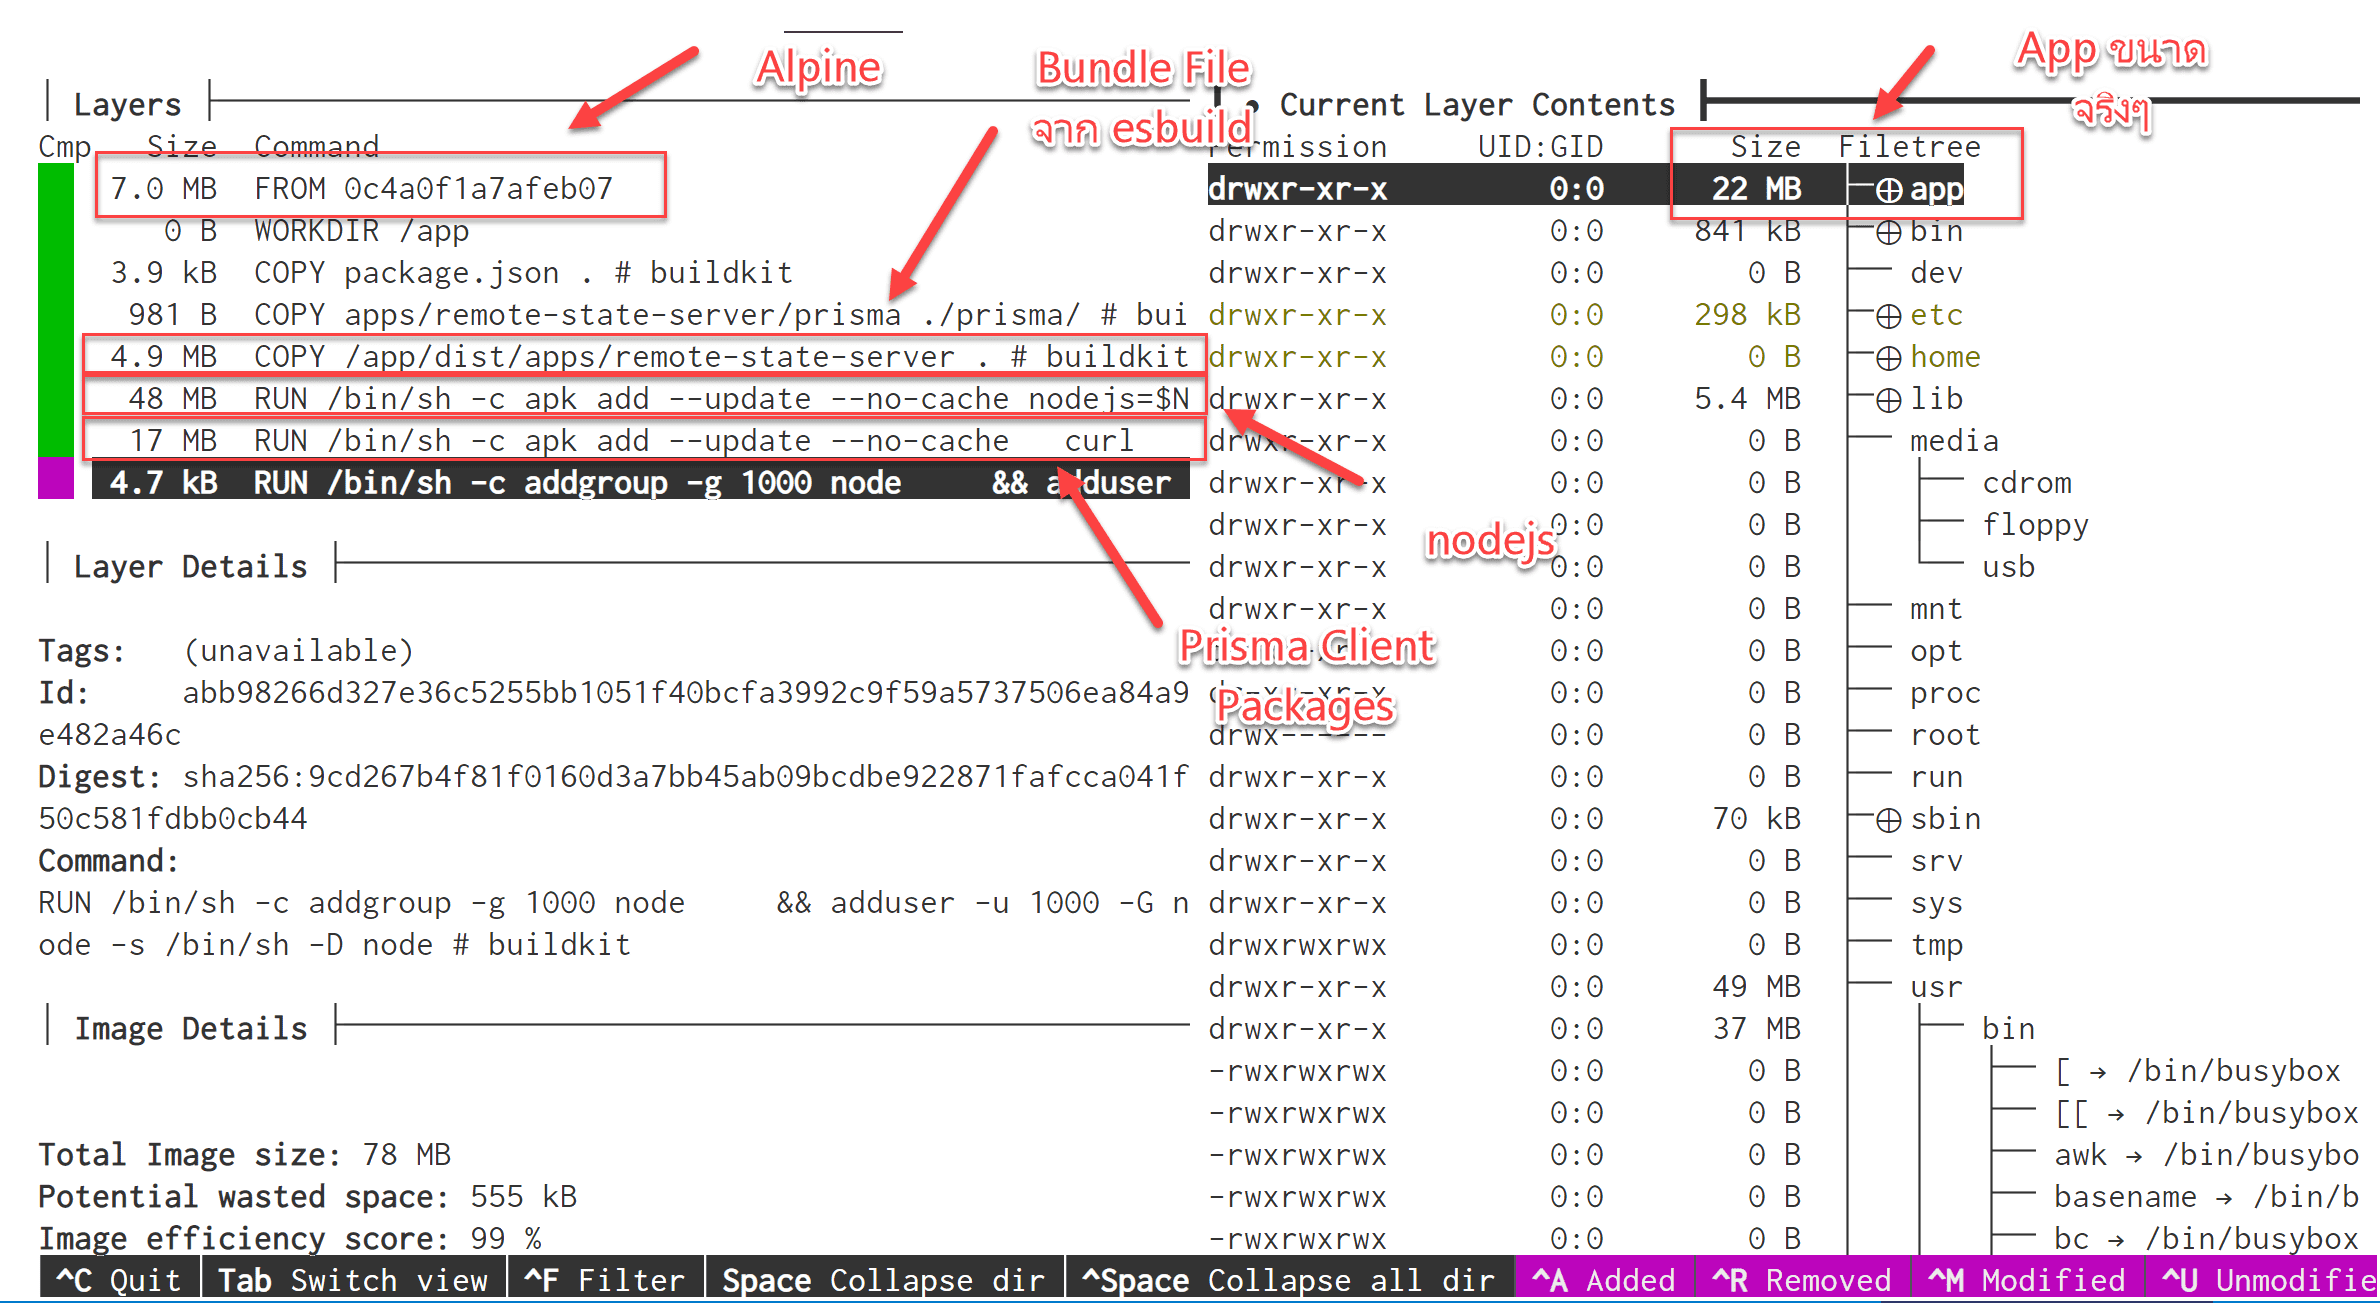 Alpine
Bundle File
จาก esbuild
App ขนาด
จริงๆ
Layers
Cmp Size Command
7.0 MB FROM 0c4a0f1a7afeb07
0 B WORKDIR /app
3.9 kB COPY package.json . # buildkit
981 B COPY apps/remote-state-server/prisma ./prisma/ # bui
4.9 MB COPY /app/dist/apps/remote-state-server . # buildkit
48 MB RUN /bin/sh -c apk add --update --no-cache nodejs=$N
17 MB RUN /bin/sh -c apk add --update --no-cache curl
4.7 kB RUN /bin/sh -c addgroup -g 1000 node && adduser
nodejs
Prisma Client
Packages
Layer Details
Tags: (unavailable)
Id: abb98266d327e36c5255bb1051f40bcfa3992c9f59a5737506ea84a9
e482a46c
Digest: sha256:9cd267b4f81f0160d3a7bb45ab09bcdbe922871fafcca041f
50c581fdbb0cb44
Command:
RUN /bin/sh -c addgroup -g 1000 node && adduser -u 1000 -G n
ode -s /bin/sh -D node # buildkit
Image Details
Total Image size: 78 MB
Potential wasted space: 555 kB
Image efficiency score: 99 %
Current Layer Contents
Permission UID:GID Size Filetree
drwxr-xr-x 0:0 22 MB app
drwxr-xr-x 0:0 841 kB bin
drwxr-xr-x 0:0 0 B dev
drwxr-xr-x 0:0 298 kB etc
drwxr-xr-x 0:0 0 B home
drwxr-xr-x 0:0 5.4 MB lib
drwxr-xr-x 0:0 0 B media
drwxr-xr-x 0:0 0 B cdrom
drwxr-xr-x 0:0 0 B floppy
drwxr-xr-x 0:0 0 B usb
drwxr-xr-x 0:0 0 B mnt
0:0 0 B opt
0:0 0 B proc
drwx------ 0:0 0 B root
drwxr-xr-x 0:0 0 B run
drwxr-xr-x 0:0 70 kB sbin
drwxr-xr-x 0:0 0 B srv
drwxr-xr-x 0:0 0 B sys
drwxrwxrwx 0:0 0 B tmp
drwxr-xr-x 0:0 49 MB usr
drwxr-xr-x 0:0 37 MB bin
-rwxrwxrwx 0:0 0 B [ → /bin/busybox
-rwxrwxrwx 0:0 0 B [[ → /bin/busybox
-rwxrwxrwx 0:0 0 B awk → /bin/busybo
-rwxrwxrwx 0:0 0 B basename → /bin/b
-rwxrwxrwx 0:0 0 B bc → /bin/busybox
^C Quit Tab Switch view ^F Filter Space Collapse dir ^Space Collapse all dir ^A Added ^R Removed ^M Modified ^U Unmodifie